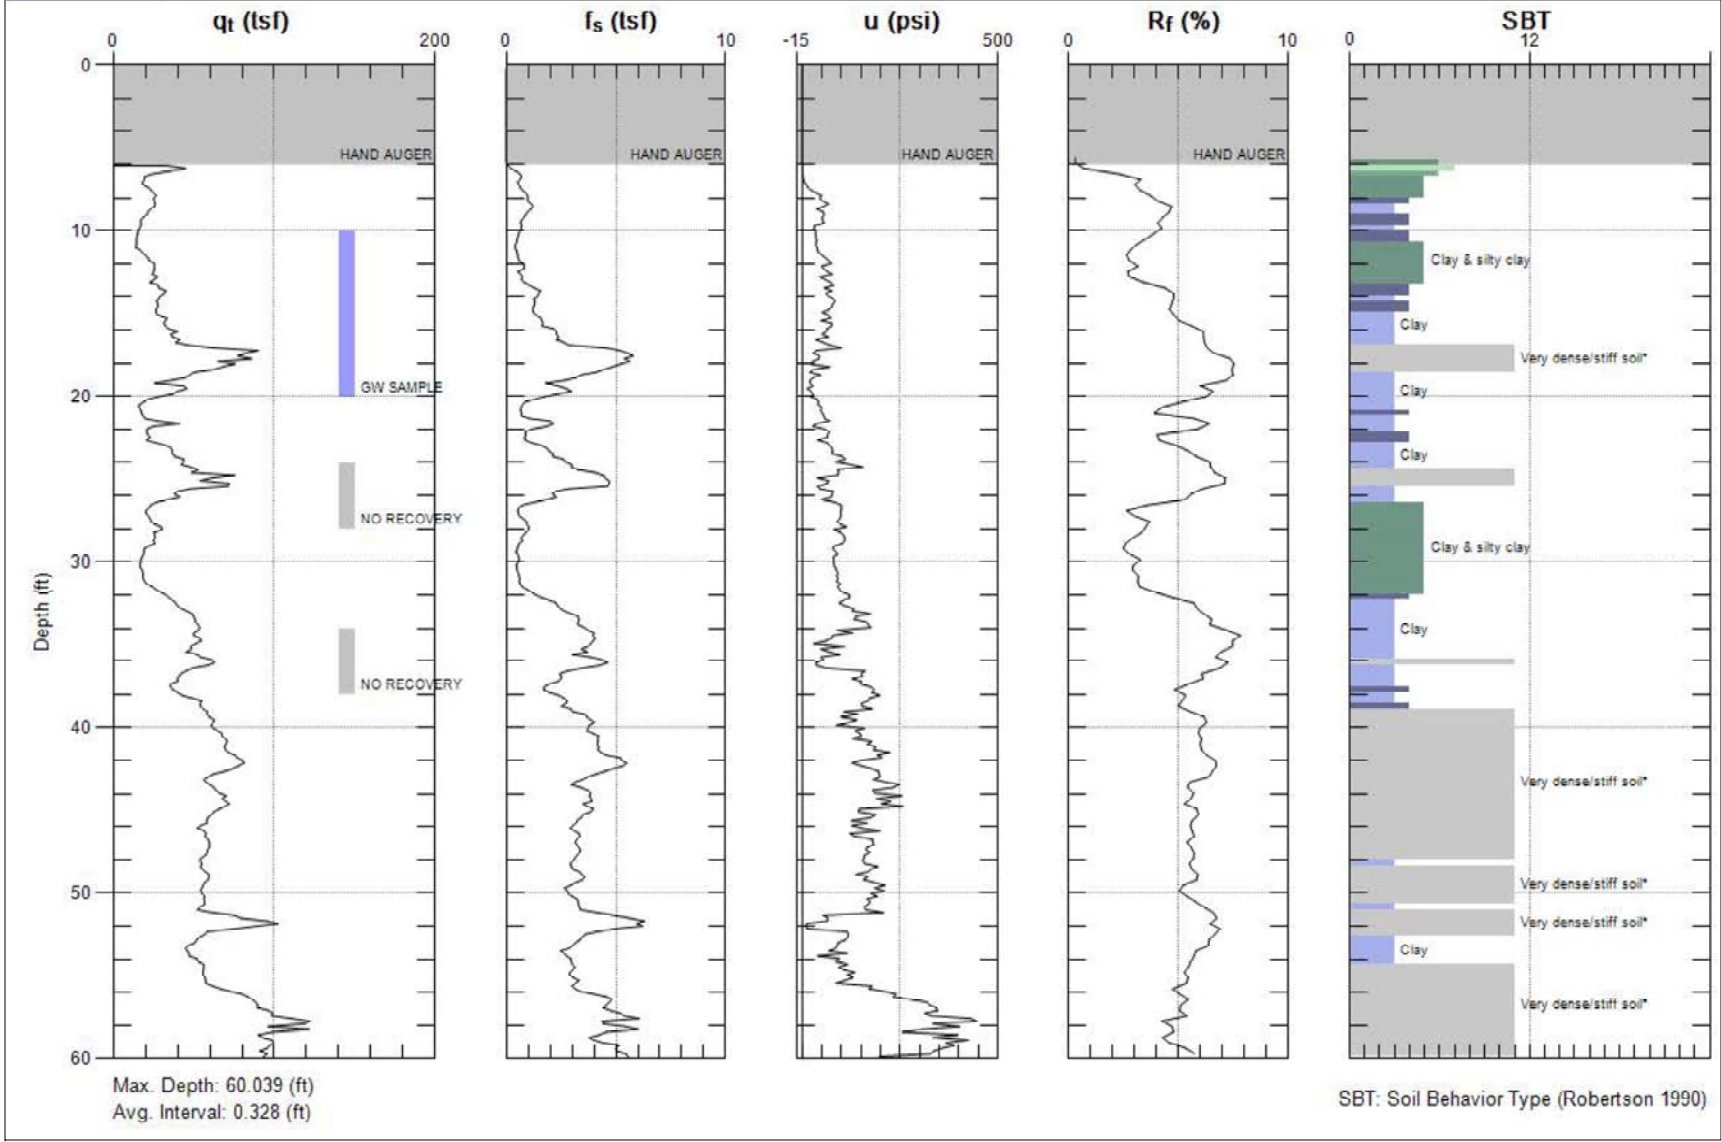 qt (tsf) fs (tsf) u (psi) Rf (%) SBT
0 200 0 10 -15 500 0 10 0 12
0
HAND AUGER HAND AUGER HAND AUGER HAND AUGER
10
Clay & silty clay
Clay
Very dense/stiff soil*
GW SAMPLE
Clay
20
Clay
NO RECOVERY
Clay & silty clay
30
Depth (ft)
Clay
NO RECOVERY
40
Very dense/stiff soil*
Very dense/stiff soil*
50
Very dense/stiff soil*
Clay
Very dense/stiff soil*
60
Max. Depth: 60.039 (ft)
Avg. Interval: 0.328 (ft)
SBT: Soil Behavior Type (Robertson 1990)